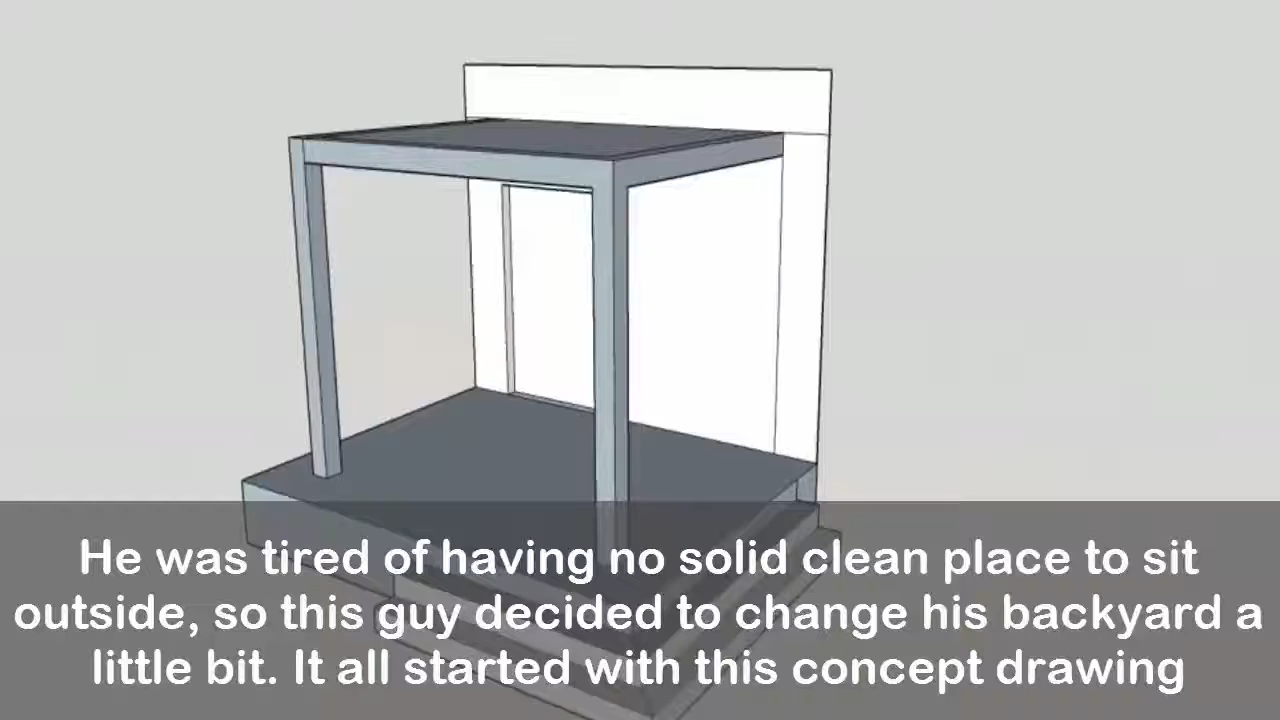 He was tired of having no solid clean place to sit
outside, so this guy decided to change his backyard a
little bit. It all started with this concept drawing